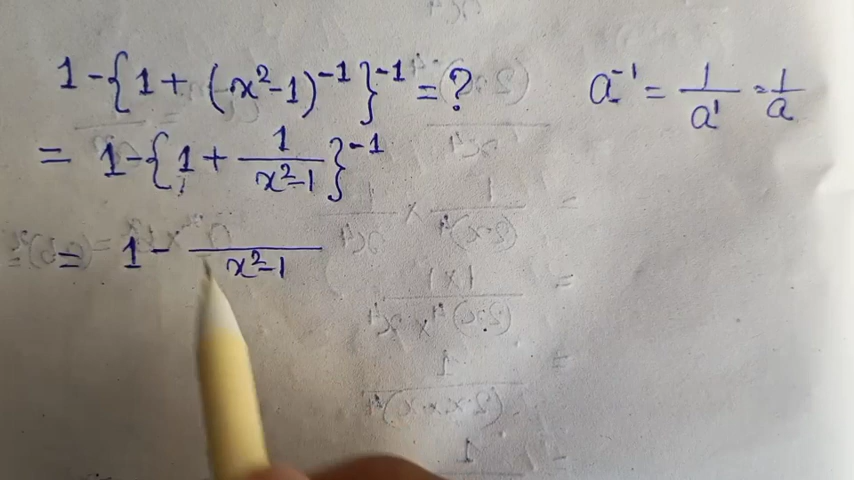 1-{1+(x²-1)⁻¹}⁻¹=?
a⁻¹ = 1/a¹ = 1/a
= 1-{1+ 1/(x²-1)}⁻¹
= 1- /(x²-1)